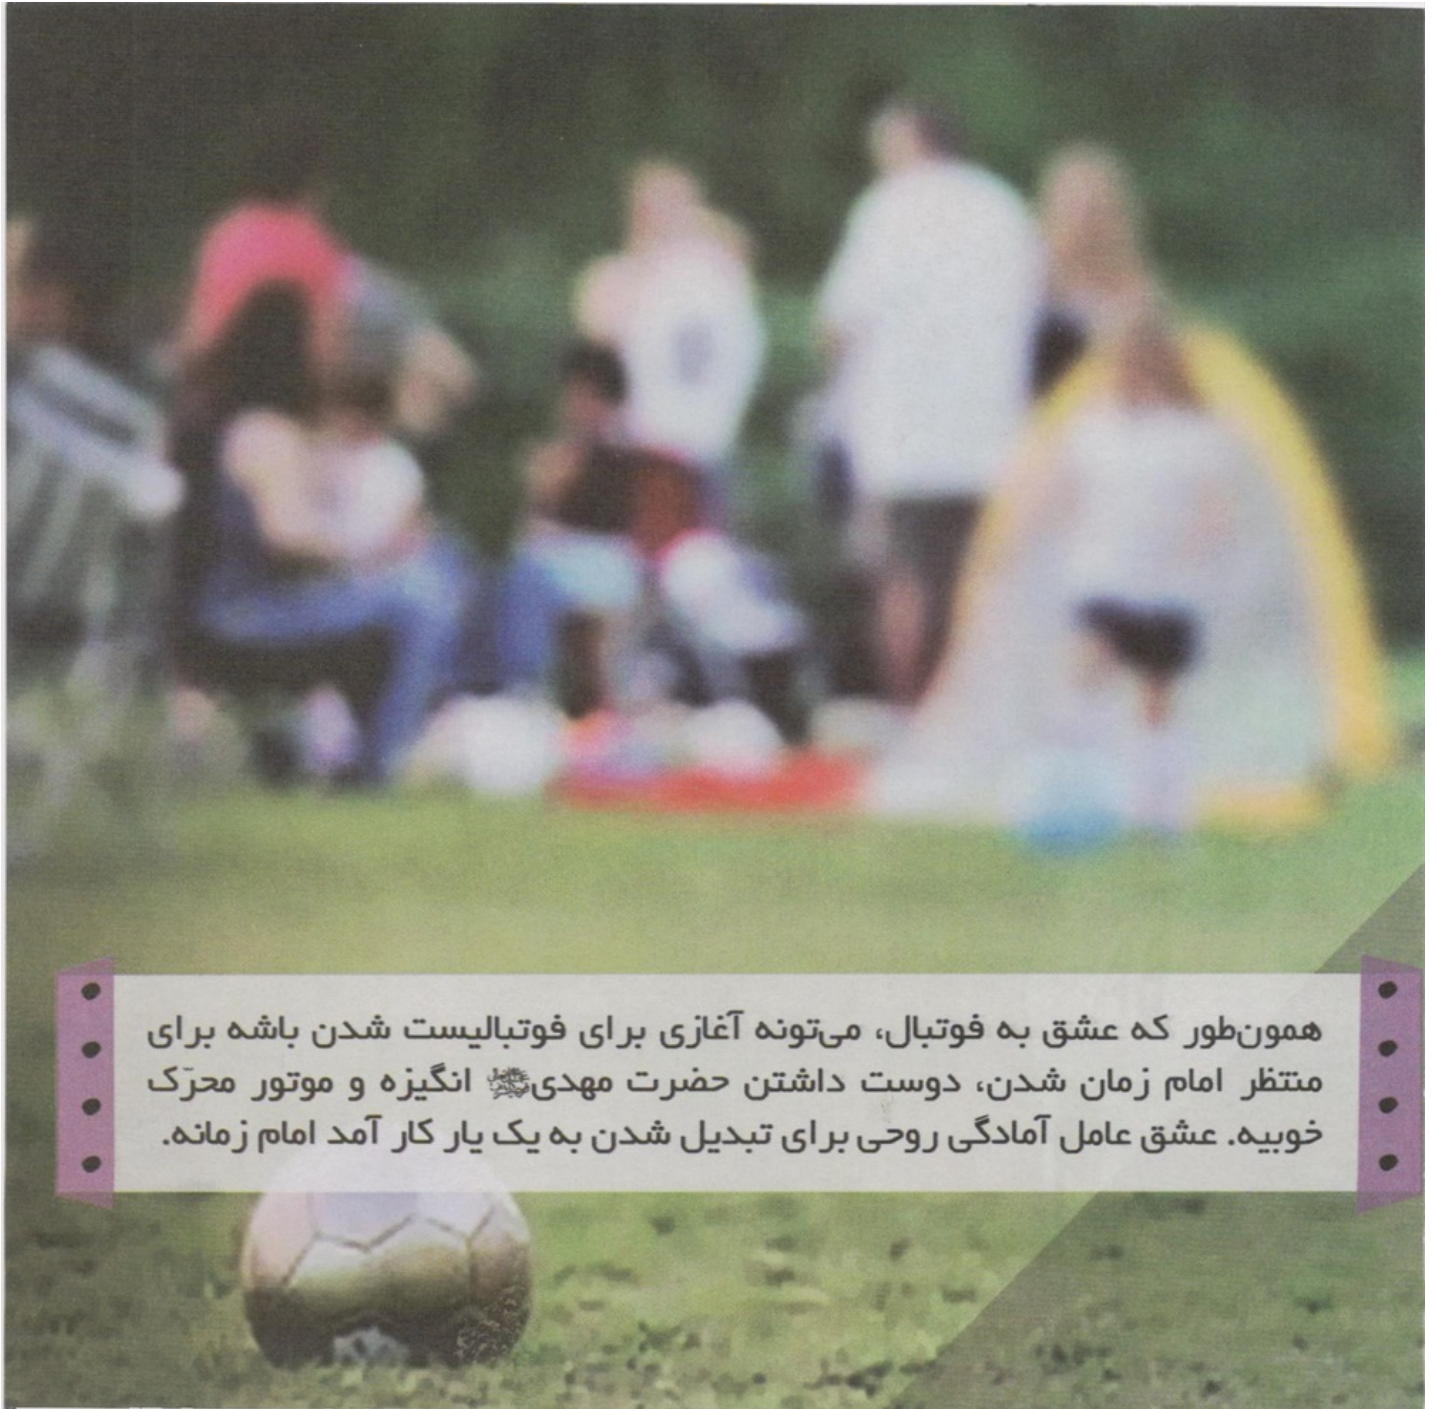 همون‌طور که عشق به فوتبال، می‌تونه آغازی برای فوتبالیست شدن باشه برای
منتظر امام زمان شدن، دوست داشتن حضرت مهدی انگیزه و موتور محرّک
خوبیه. عشق عامل آمادگی روحی برای تبدیل شدن به یک یار کار آمد امام زمانه.